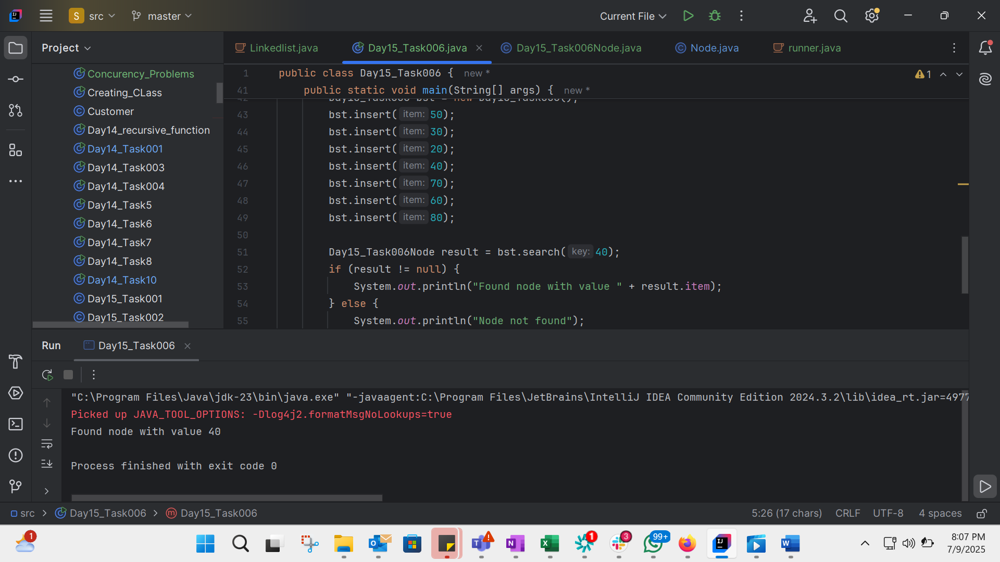 S src master Current File
Project
Linkedlist.java Day15_Task006.java Day15_Task006Node.java Node.java runner.java
Concurency_Problems
Creating_CLass
Customer
Day14_recursive_function
Day14_Task001
Day14_Task003
Day14_Task004
Day14_Task5
Day14_Task6
Day14_Task7
Day14_Task8
Day14_Task10
Day15_Task001
Day15_Task002
1 public class Day15_Task006 { new *
1
41 public static void main(String[] args) { new *
43 bst.insert( item: 50);
44 bst.insert( item: 30);
45 bst.insert( item: 20);
46 bst.insert( item: 40);
47 bst.insert( item: 70);
48 bst.insert( item: 60);
49 bst.insert( item: 80);
50
51 Day15_Task006Node result = bst.search( key: 40);
52 if (result != null) {
53 System.out.println("Found node with value " + result.item);
54 } else {
55 System.out.println("Node not found");
Run Day15_Task006
"C:\Program Files\Java\jdk-23\bin\java.exe" "-javaagent:C:\Program Files\JetBrains\IntelliJ IDEA Community Edition 2024.3.2\lib\idea_rt.jar=4977
Picked up JAVA_TOOL_OPTIONS: -Dlog4j2.formatMsgNoLookups=true
Found node with value 40
Process finished with exit code 0
src Day15_Task006 Day15_Task006 5:26 (17 chars) CRLF UTF-8 4 spaces
1 1 3 99+
8:07 PM
7/9/2025